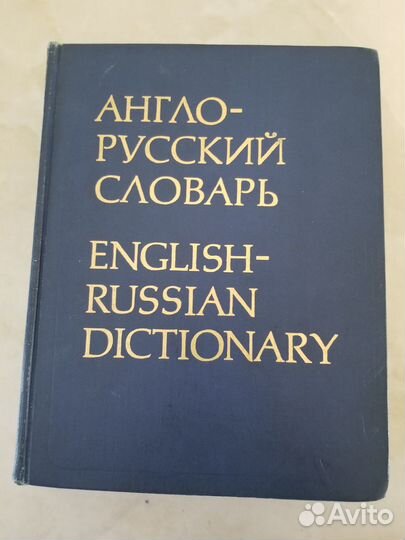 АНГЛО-
РУССКИЙ
СЛОВАРЬ
ENGLISH-
RUSSIAN
DICTIONARY
Avito